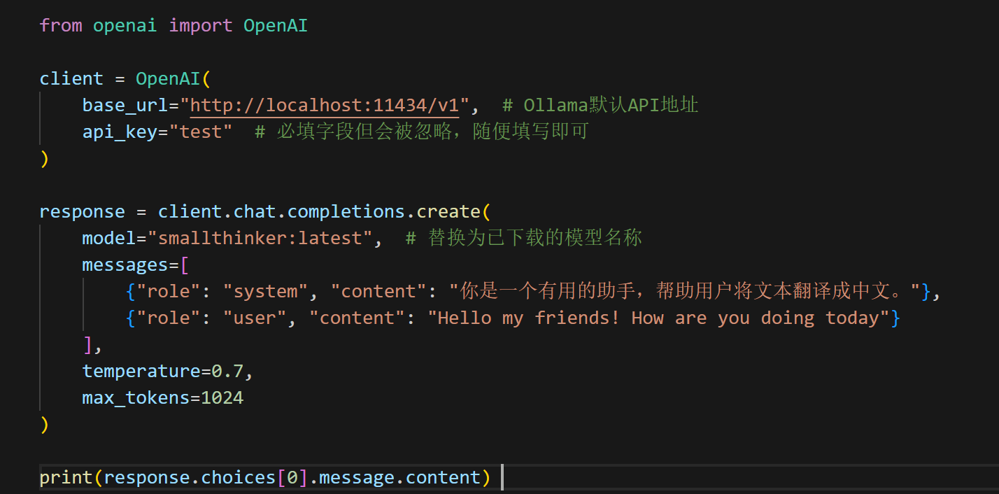 from openai import OpenAI
client = OpenAI(
base_url="http://localhost:11434/v1",  # Ollama默认API地址
api_key="test"  # 必填字段但会被忽略，随便填写即可
)
response = client.chat.completions.create(
model="smallthinker:latest",  # 替换为已下载的模型名称
messages=[
{"role": "system", "content": "你是一个有用的助手，帮助用户将文本翻译成中文。"},
{"role": "user", "content": "Hello my friends! How are you doing today"}
],
temperature=0.7,
max_tokens=1024
)
print(response.choices[0].message.content)